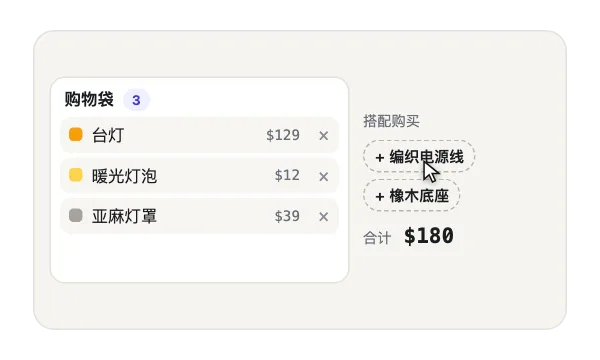 购物袋 3
台灯 $129 ×
暖光灯泡 $12 ×
亚麻灯罩 $39 ×
搭配购买
+ 编织电源线
+ 橡木底座
合计 $180